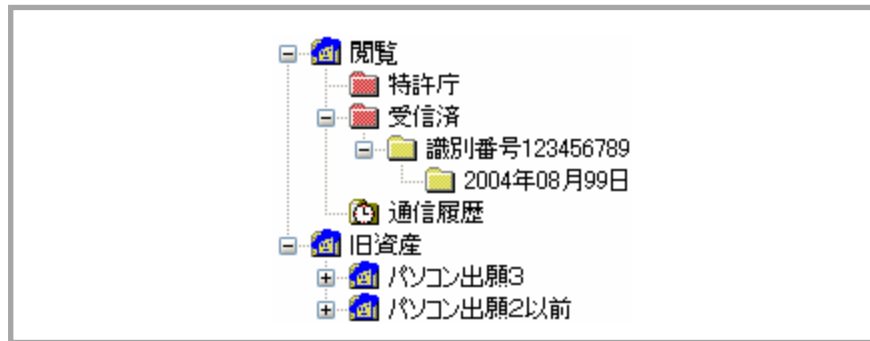 閲覧
特許庁
受信済
識別番号123456789
2004年08月99日
通信履歴
旧資産
パソコン出願3
パソコン出願2以前